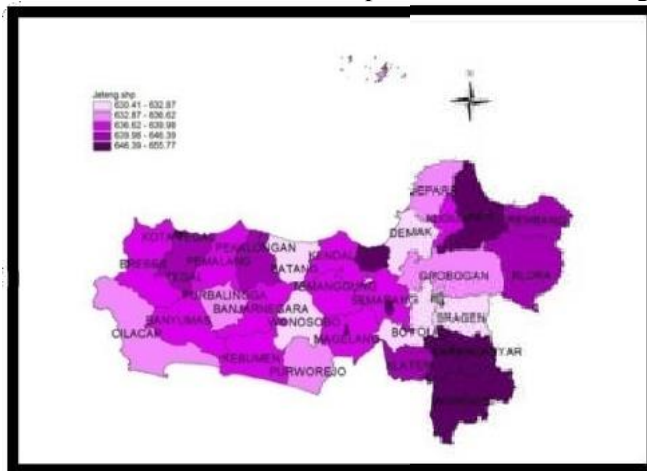 Jateng.shp
630.41 - 632.87
632.87 - 636.62
636.62 - 639.98
639.98 - 646.39
646.39 - 655.77
JEPARA
REMBANG
DEMAK
KOTA TEGAL
PEKALONGAN
KENDAL
BREBES
PEMALANG
BATANG
GROBOGAN
BLORA
TEGAL
TEMANGGUNG
PURBALINGGA
SEMARANG
BANJARNEGARA
SRAGEN
BANYUMAS
WONOSOBO
CILACAP
MAGELANG
BOYOLALI
KARANGANYAR
KEBUMEN
KLATEN
PURWOREJO